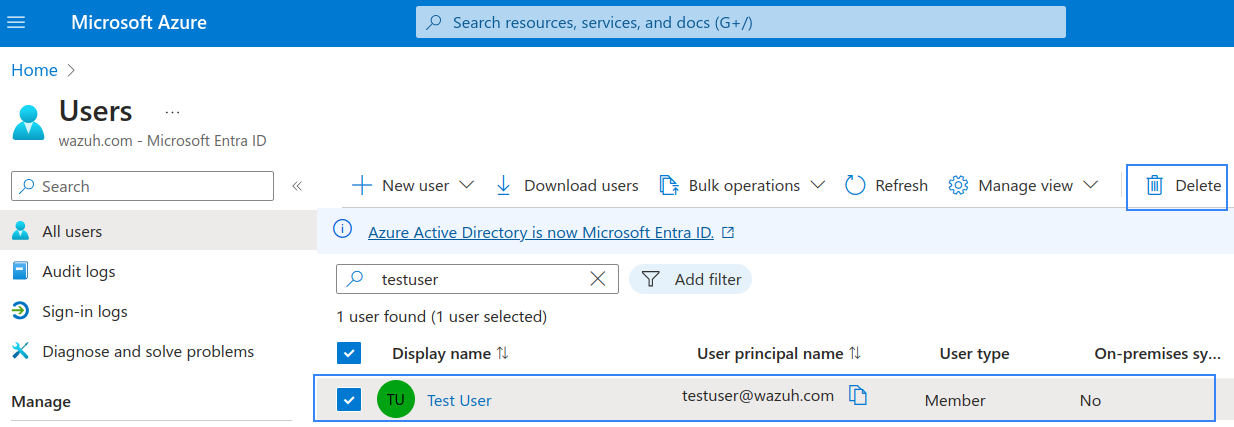 Microsoft Azure
Search resources, services, and docs (G+/)
Home
Users ...
wazuh.com - Microsoft Entra ID
Search
New user
Download users
Bulk operations
Refresh
Manage view
Delete
All users
Azure Active Directory is now Microsoft Entra ID.
Audit logs
testuser
Add filter
Sign-in logs
1 user found (1 user selected)
Diagnose and solve problems
Display name
User principal name
User type
On-premises sy...
Manage
TU
Test User
testuser@wazuh.com
Member
No